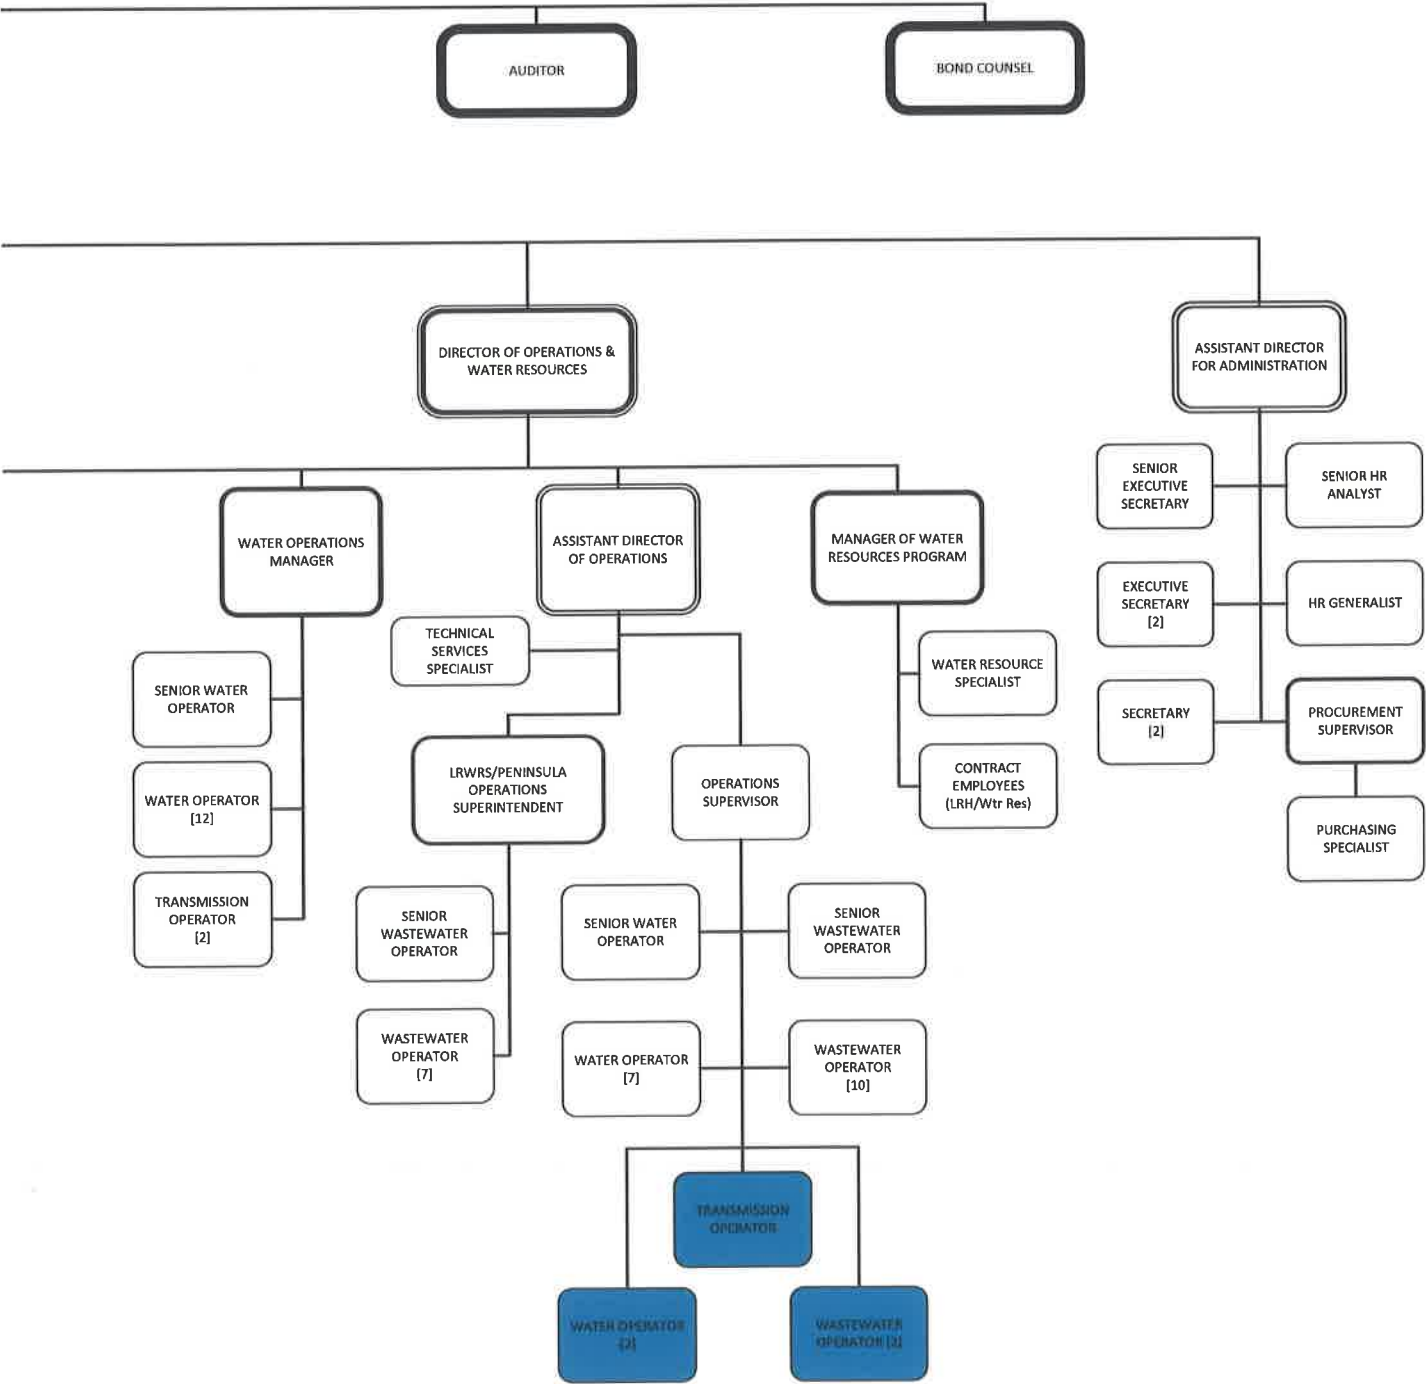 AUDITOR
BOND COUNSEL
DIRECTOR OF OPERATIONS &
WATER RESOURCES
ASSISTANT DIRECTOR
FOR ADMINISTRATION
SENIOR
EXECUTIVE
SECRETARY
SENIOR HR
ANALYST
WATER OPERATIONS
MANAGER
ASSISTANT DIRECTOR
OF OPERATIONS
MANAGER OF WATER
RESOURCES PROGRAM
EXECUTIVE
SECRETARY
[2]
HR GENERALIST
TECHNICAL
SERVICES
SPECIALIST
WATER RESOURCE
SPECIALIST
SENIOR WATER
OPERATOR
SECRETARY
[2]
PROCUREMENT
SUPERVISOR
LRWRS/PENINSULA
OPERATIONS
SUPERINTENDENT
OPERATIONS
SUPERVISOR
CONTRACT
EMPLOYEES
(LRH/Wtr Res)
WATER OPERATOR
[12]
PURCHASING
SPECIALIST
TRANSMISSION
OPERATOR
[2]
SENIOR
WASTEWATER
OPERATOR
SENIOR WATER
OPERATOR
SENIOR
WASTEWATER
OPERATOR
WASTEWATER
OPERATOR
[7]
WATER OPERATOR
[7]
WASTEWATER
OPERATOR
[10]
TRANSMISSION
OPERATOR
WATER OPERATOR
[2]
WASTEWATER
OPERATOR [2]